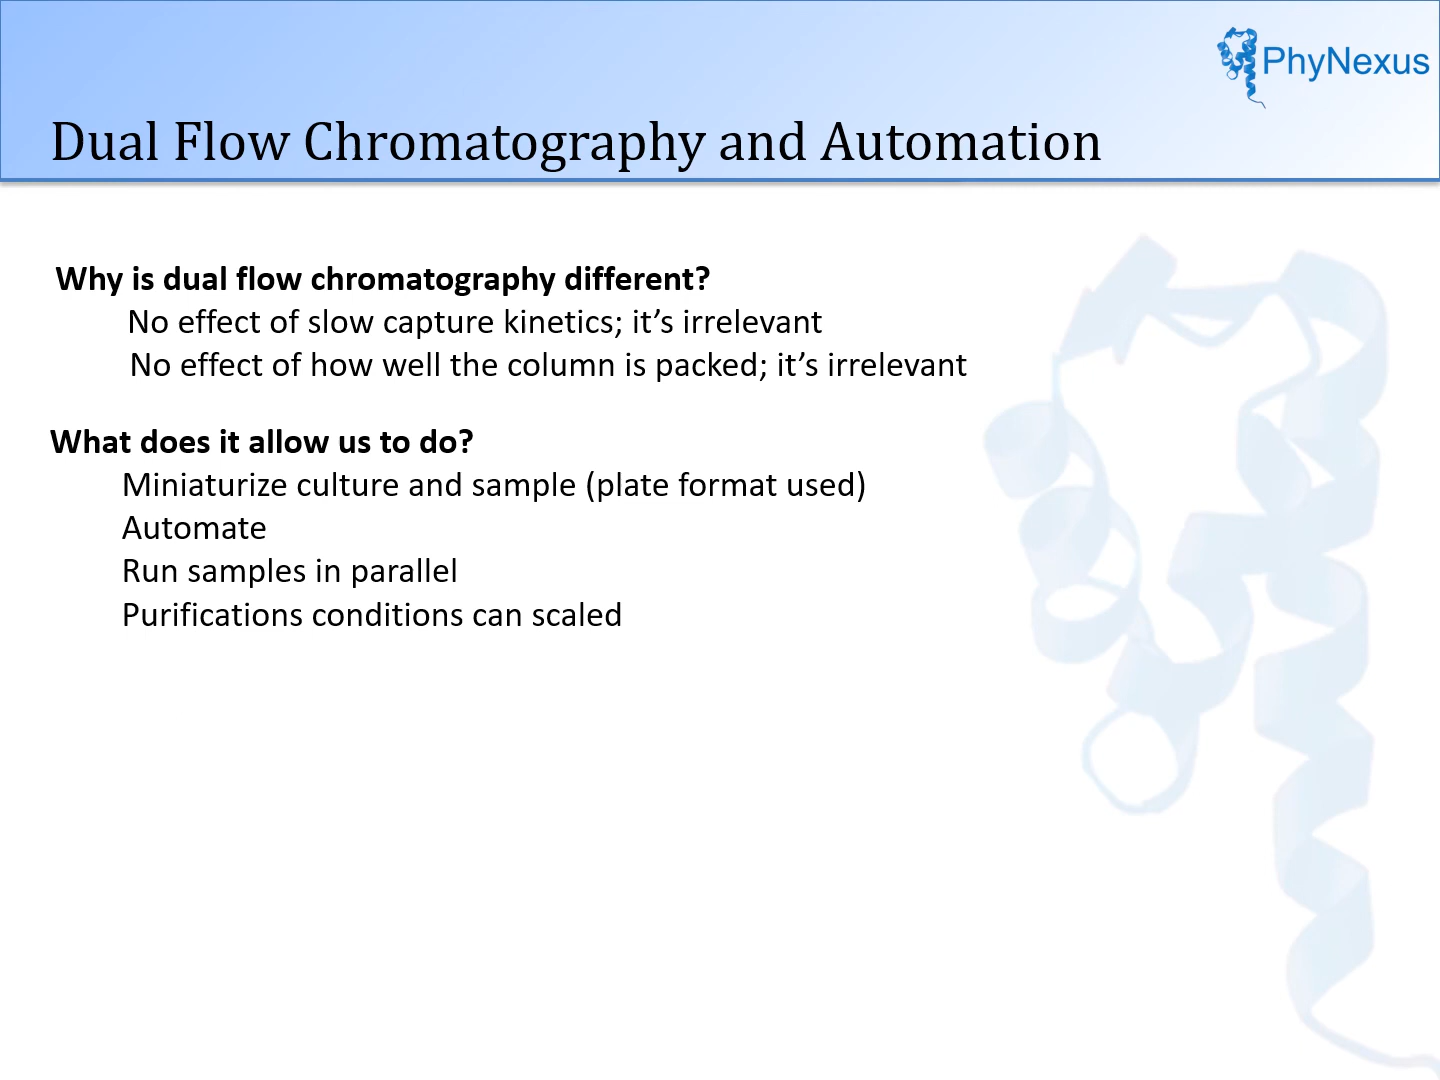 PhyNexus
Dual Flow Chromatography and Automation
Why is dual flow chromatography different?
No effect of slow capture kinetics; it’s irrelevant
No effect of how well the column is packed; it’s irrelevant
What does it allow us to do?
Miniaturize culture and sample (plate format used)
Automate
Run samples in parallel
Purifications conditions can scaled